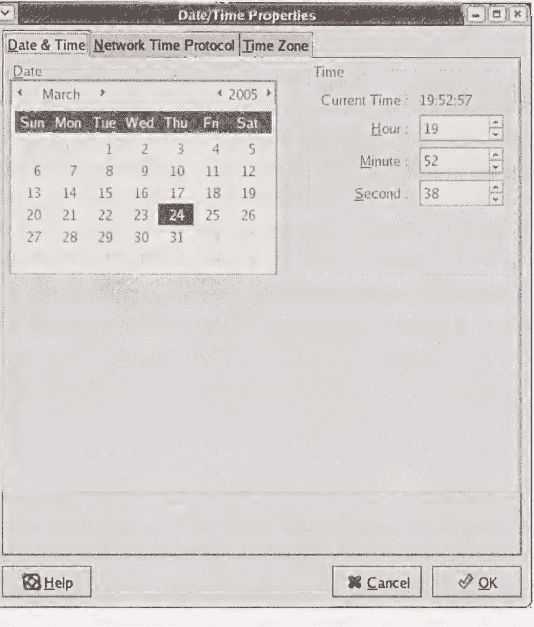 Date/Time Properties
Date & Time Network Time Protocol Time Zone
Date
March 2005
Sun Mon Tue Wed Thu Fri Sat
1 2 3 4 5
6 7 8 9 10 11 12
13 14 15 16 17 18 19
20 21 22 23 24 25 26
27 28 29 30 31
Time
Current Time : 19:52:57
Hour : 19
Minute : 52
Second : 38
Help Cancel OK